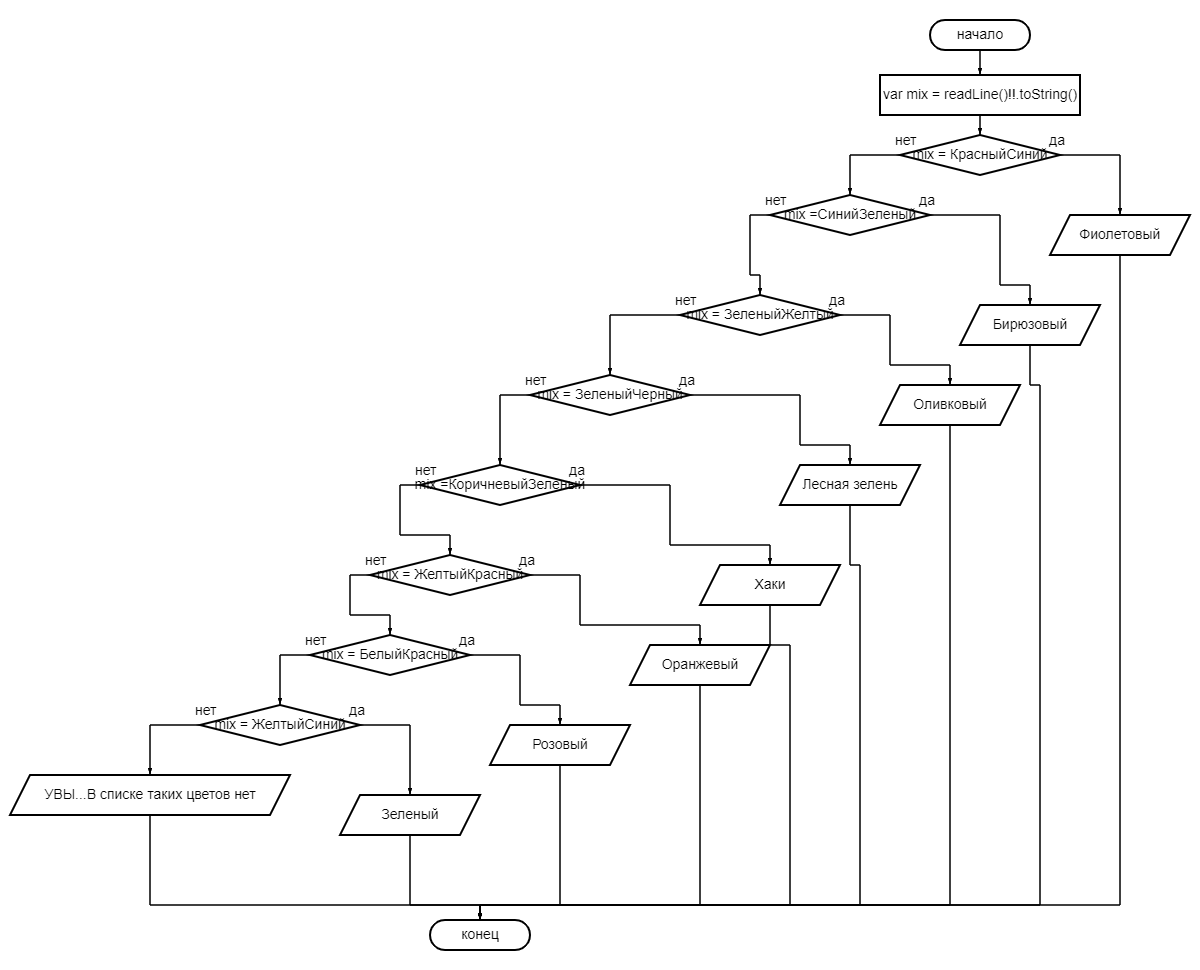 начало
var mix = readLine()!!.toString()
нет
да
mix = КрасныйСиний
нет
да
mix =СинийЗеленый
Фиолетовый
нет
да
mix = ЗеленыйЖелтый
Бирюзовый
нет
да
mix = ЗеленыйЧерный
Оливковый
нет
да
mix =КоричневыйЗеленый
Лесная зелень
нет
да
mix = ЖелтыйКрасный
Хаки
нет
да
mix = БелыйКрасный
Оранжевый
нет
да
mix = ЖелтыйСиний
Розовый
УВЫ...В списке таких цветов нет
Зеленый
конец